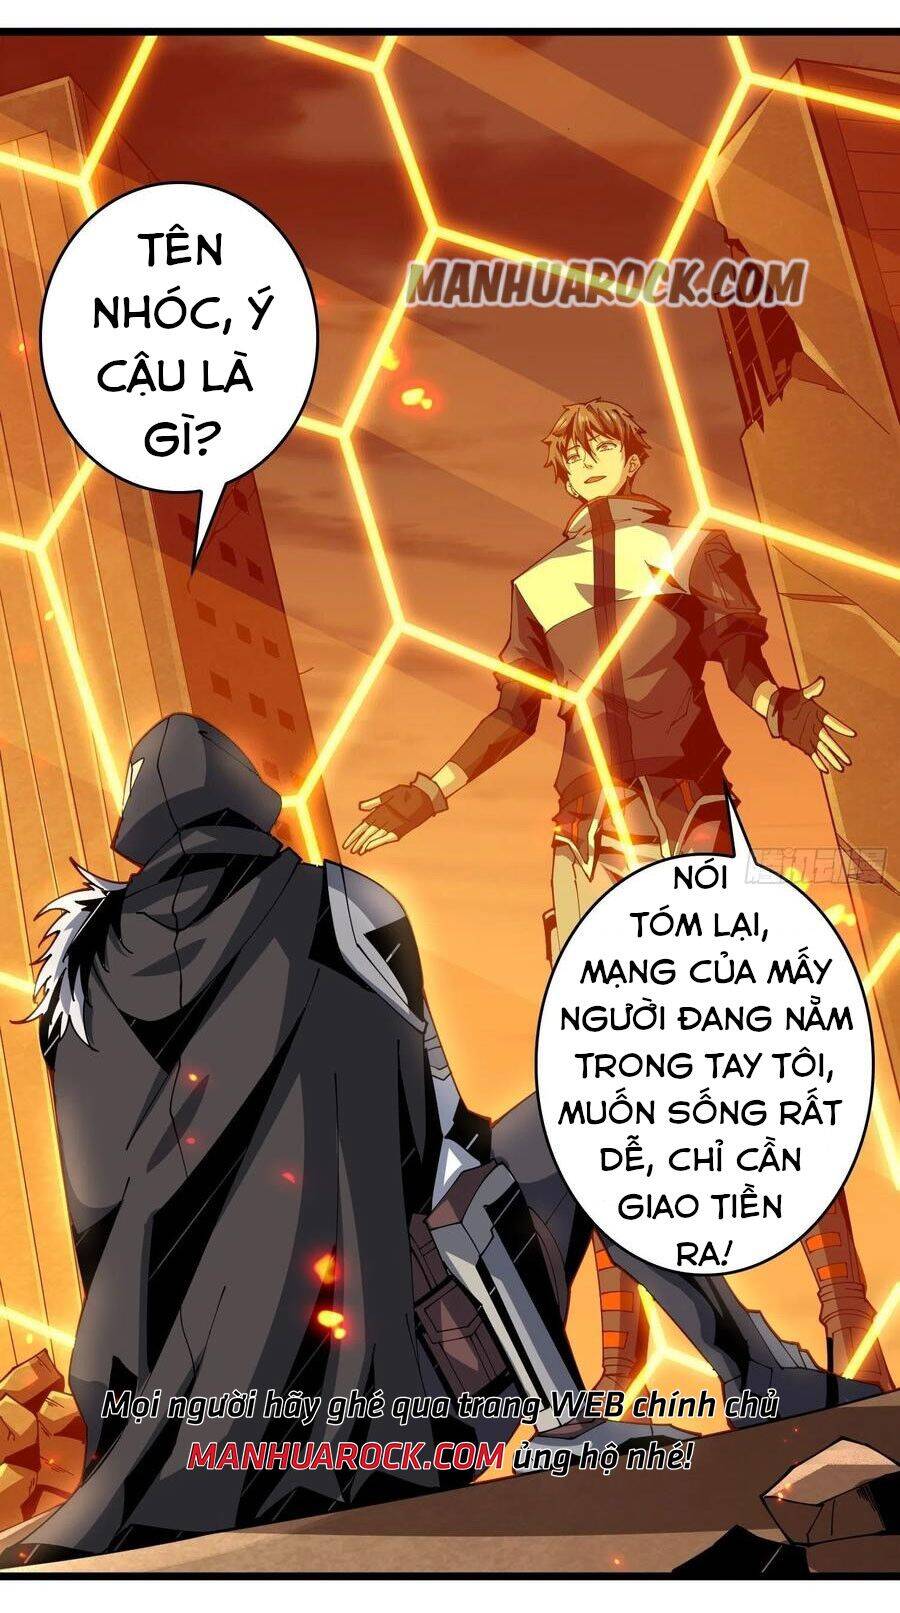 MANHUAROCK.COM
TÊN
NHÓC, Ý
CẬU LÀ
GÌ?
NÓI
TÓM LẠI,
MẠNG CỦA MẤY
NGƯỜI ĐANG NẰM
TRONG TAY TÔI,
MUỐN SỐNG RẤT
DỄ, CHỈ CẦN
GIAO TIỀN
RA!
Mọi người hãy ghé qua trang WEB chính chủ
MANHUAROCK.COM ủng hộ nhé!